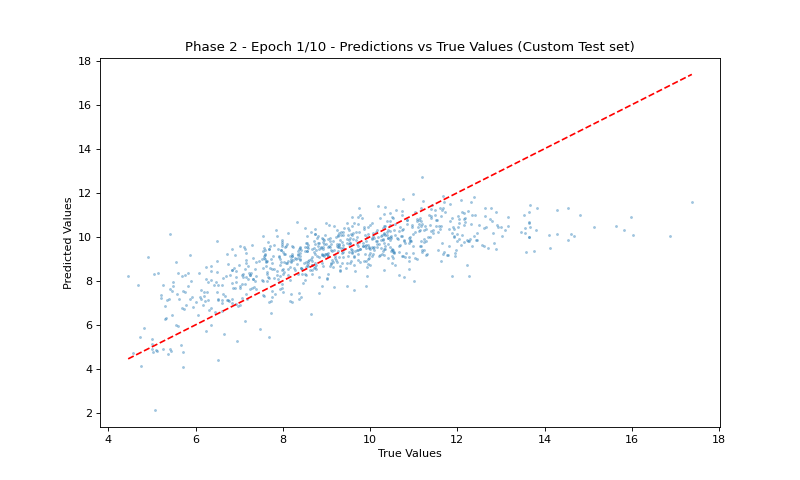 Phase 2 - Epoch 1/10 - Predictions vs True Values (Custom Test set)
18
16
14
12
10
8
6
4
2
Predicted Values
4 6 8 10 12 14 16 18
True Values